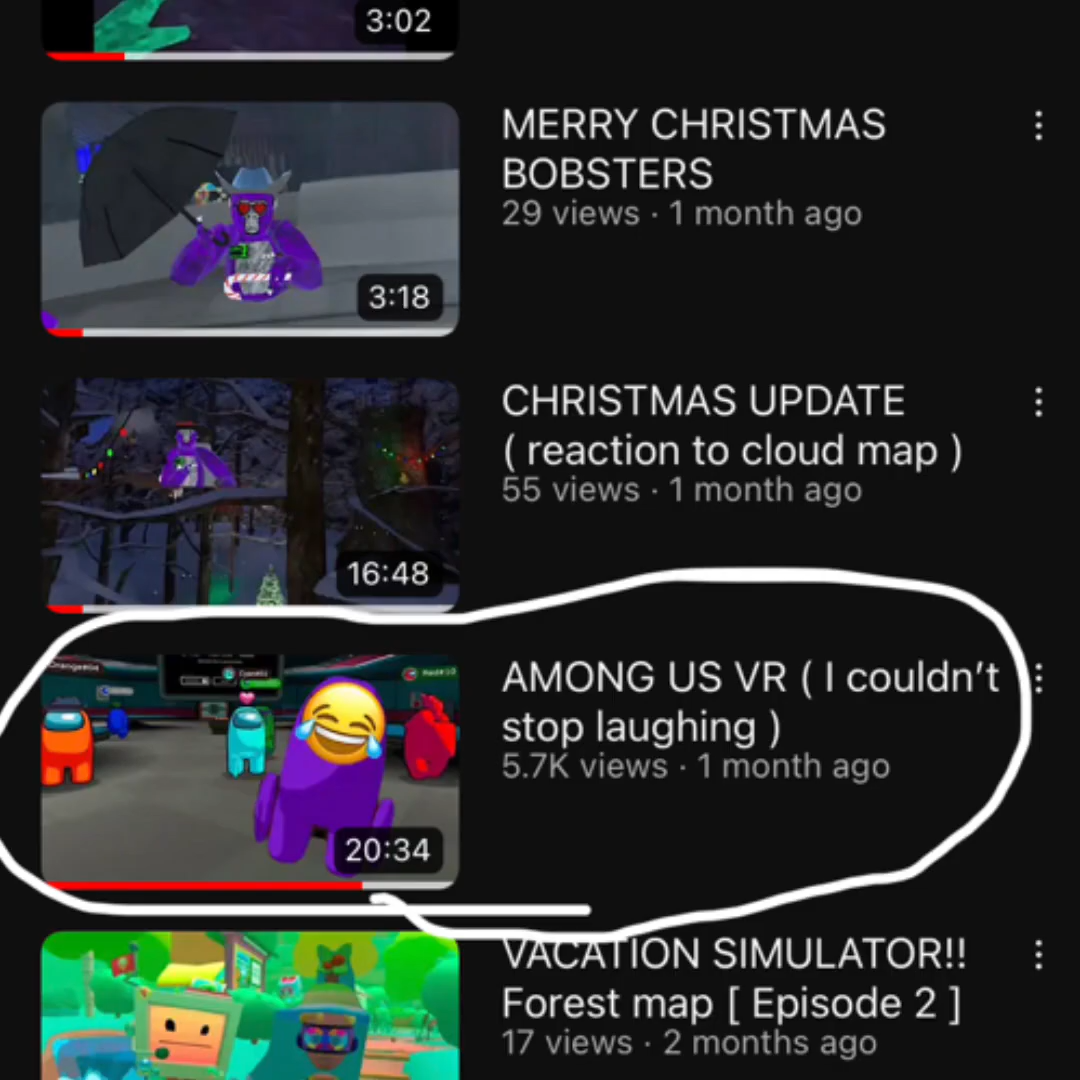 3:02
MERRY CHRISTMAS
BOBSTERS
29 views · 1 month ago
3:18
CHRISTMAS UPDATE
( reaction to cloud map )
55 views · 1 month ago
16:48
AMONG US VR ( I couldn't
stop laughing )
5.7K views · 1 month ago
20:34
VACATION SIMULATOR!!
Forest map [ Episode 2 ]
17 views · 2 months ago